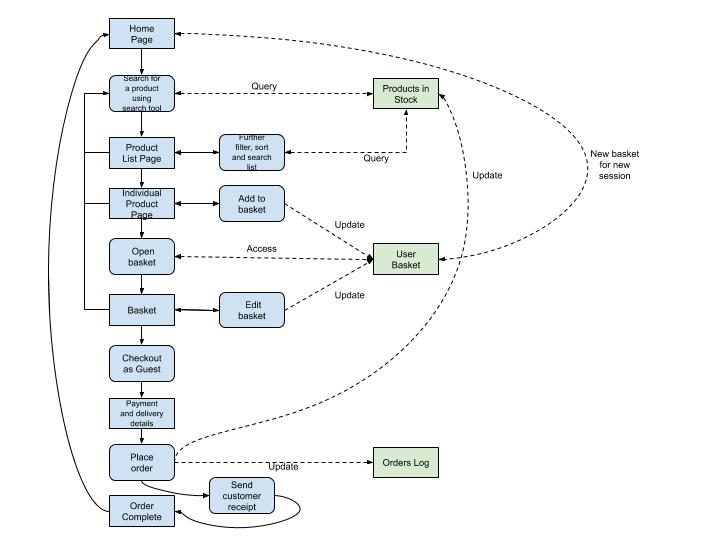 Home
Page
Search for
a product
using
search tool
Query
Products in
Stock
Product
List Page
Further
filter, sort
and search
list
Query
New basket
for new
session
Update
Individual
Product
Page
Add to
basket
Update
Open
basket
Access
User
Basket
Basket
Edit
basket
Update
Checkout
as Guest
Payment
and delivery
details
Place
order
Update
Orders Log
Send
customer
receipt
Order
Complete